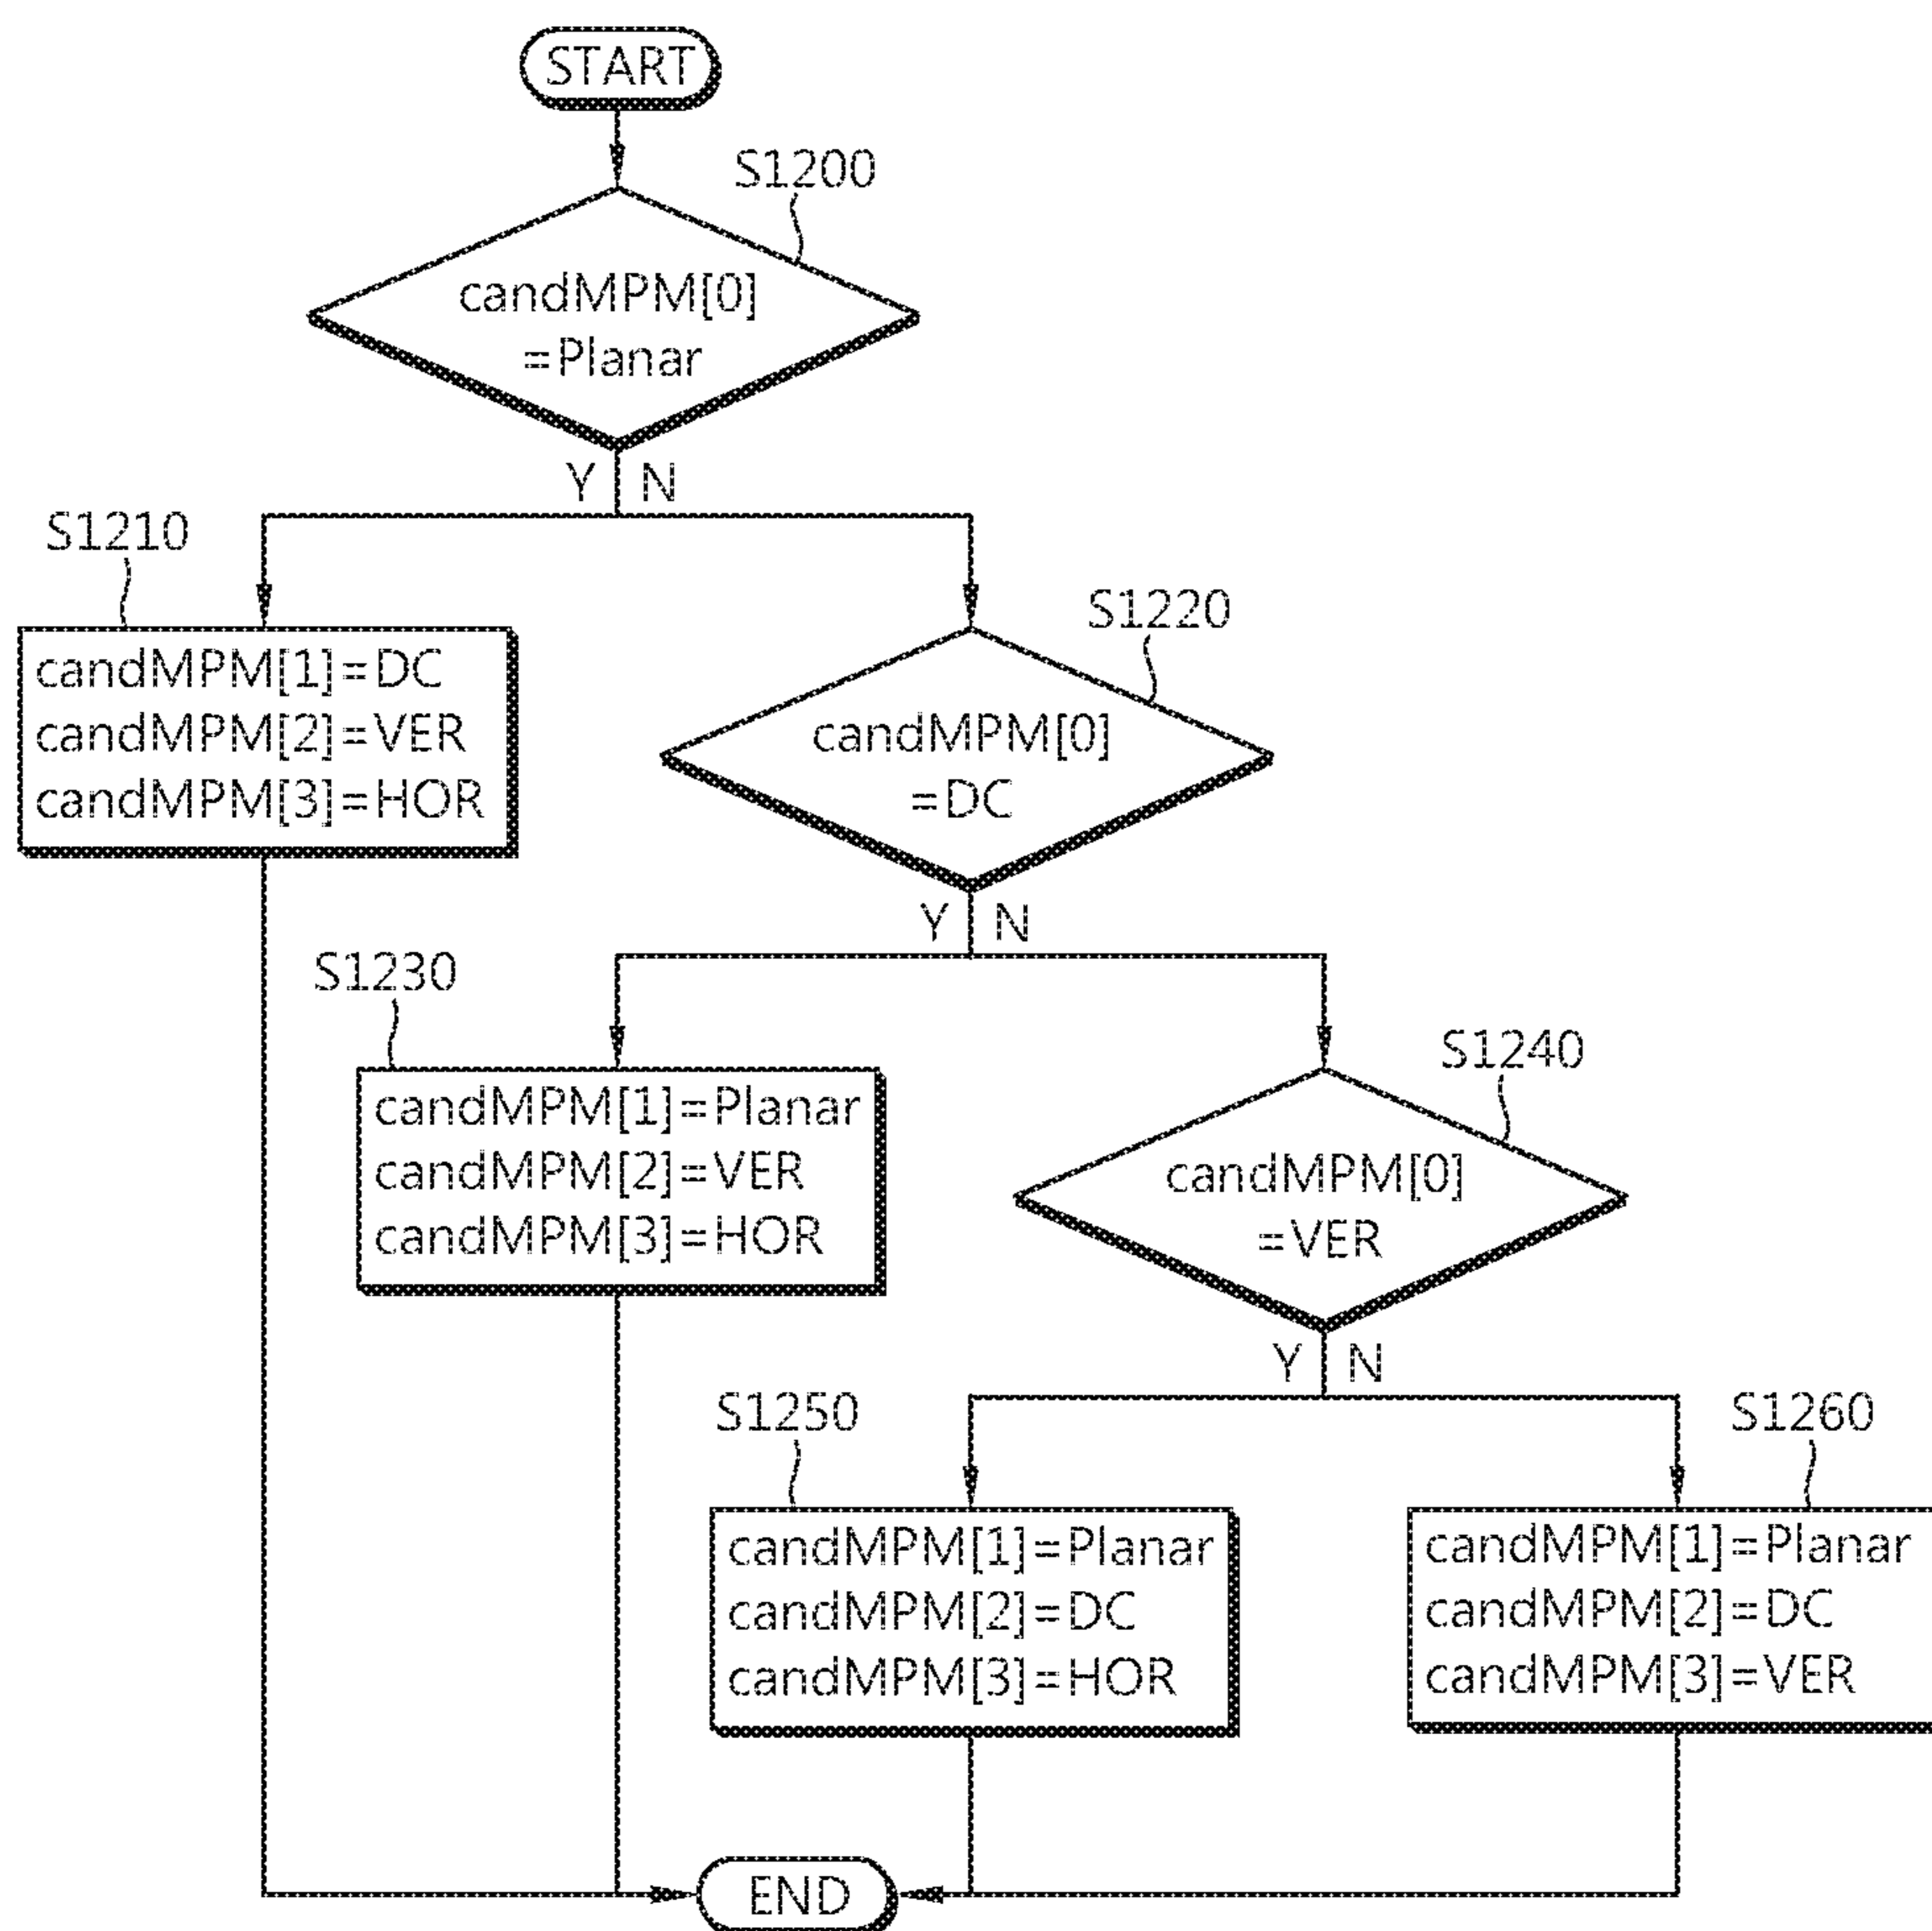 START
S1200
candMPM[0]
=Planar
Y N
S1210
candMPM[1]=DC
candMPM[2]=VER
candMPM[3]=HOR
S1220
candMPM[0]
=DC
Y N
S1230
candMPM[1]=Planar
candMPM[2]=VER
candMPM[3]=HOR
S1240
candMPM[0]
=VER
Y N
S1250
candMPM[1]=Planar
candMPM[2]=DC
candMPM[3]=HOR
S1260
candMPM[1]=Planar
candMPM[2]=DC
candMPM[3]=VER
END